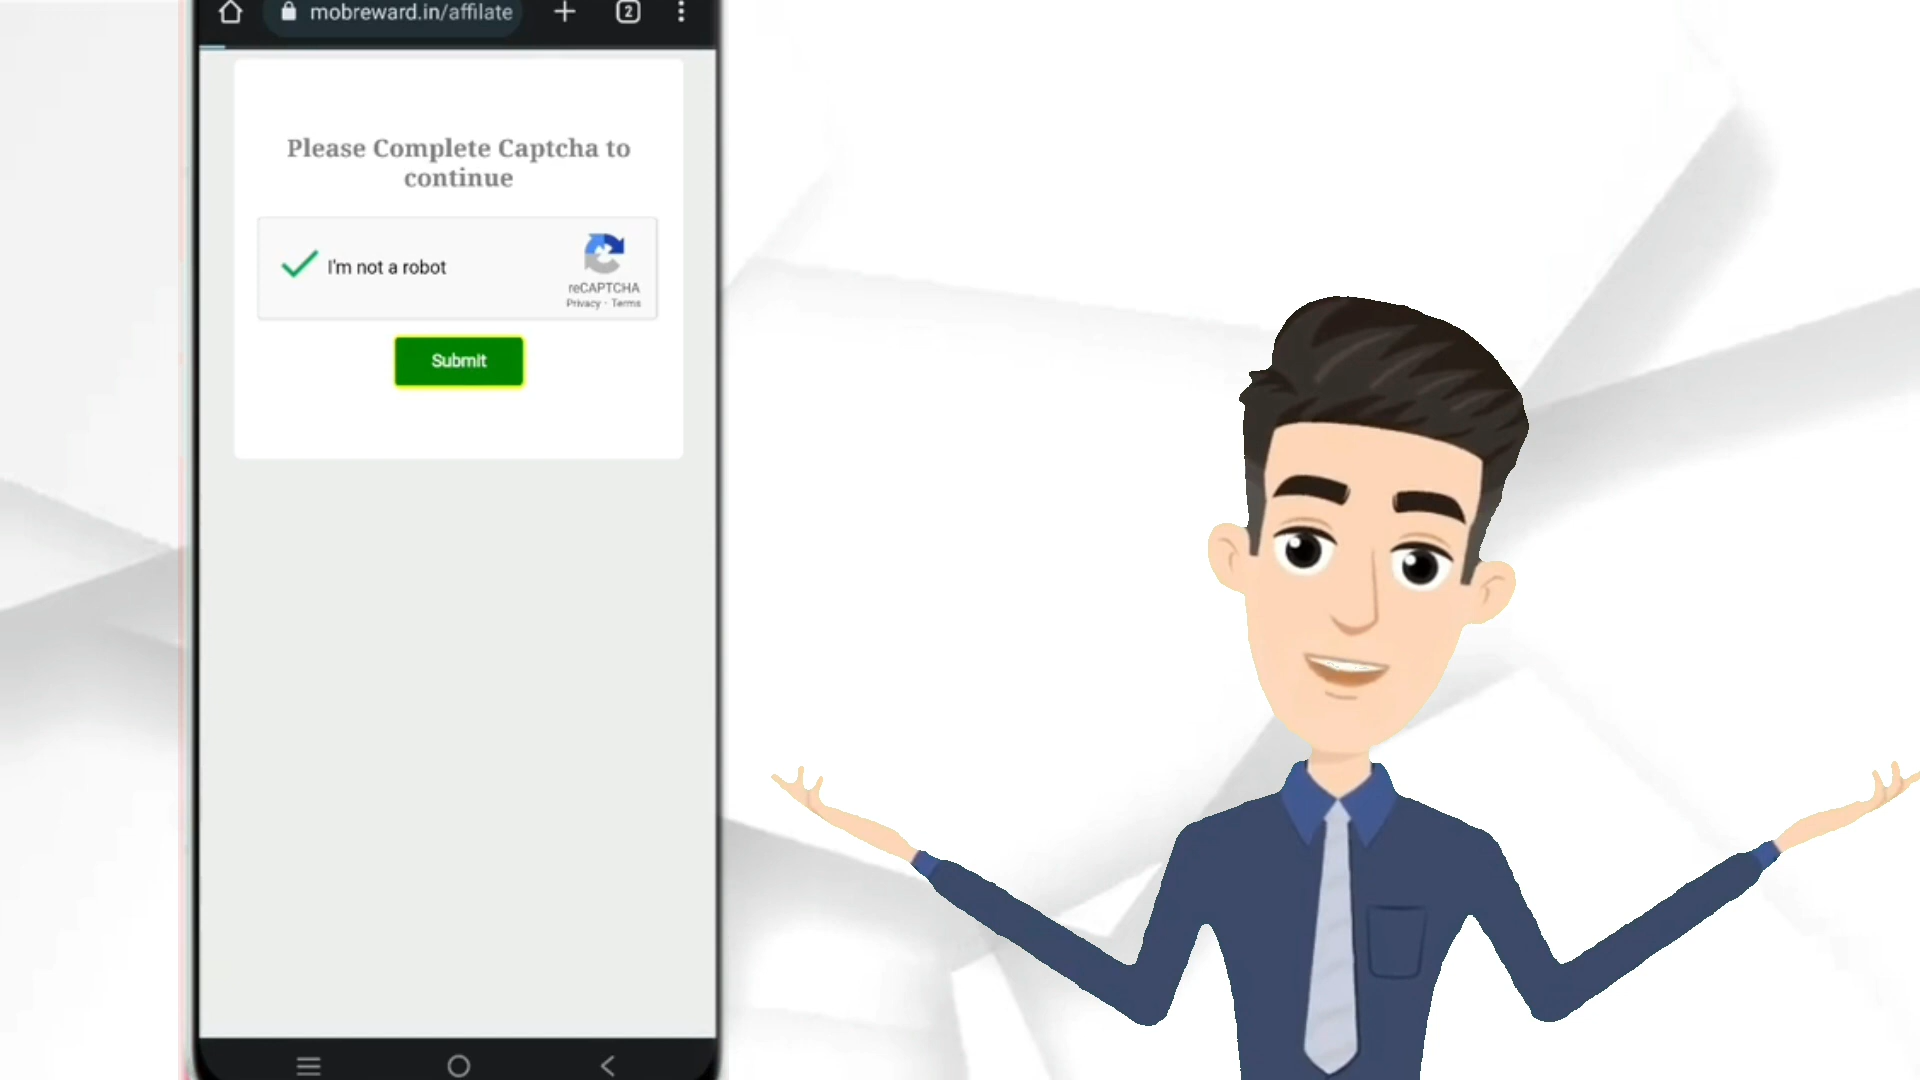 mobreward.in/affilate
2
Please Complete Captcha to
continue
I'm not a robot
reCAPTCHA
Privacy - Terms
Submit